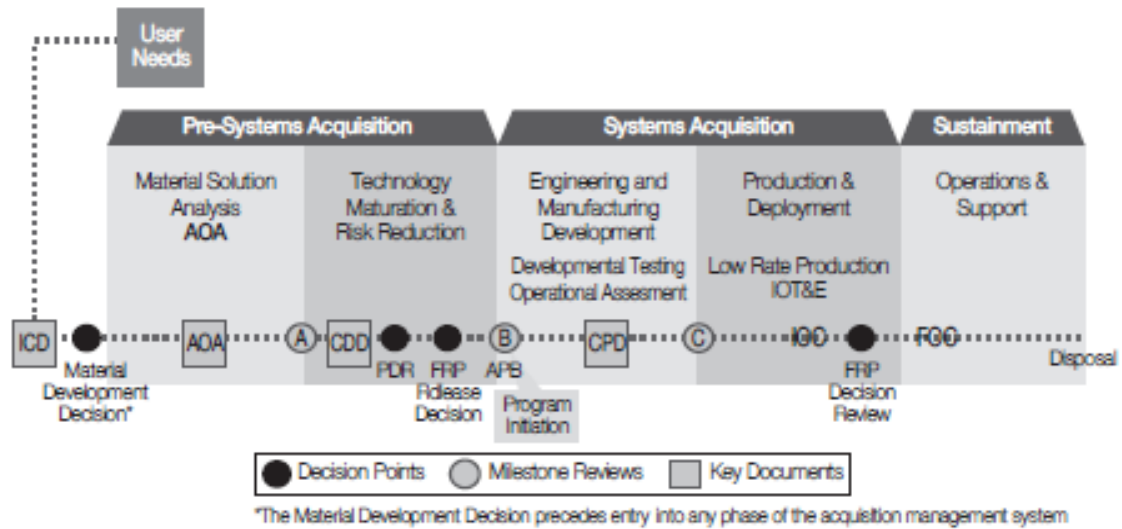 User
Needs
Pre-Systems Acquisition
Systems Acquisition
Sustainment
Material Solution
Analysis
AOA
Technology
Maturation &
Risk Reduction
Engineering and
Manufacturing
Development
Developmental Testing
Operational Assesment
Production &
Deployment
Low Rate Production
IOT&E
Operations &
Support
ICD
AOA
A
CDD
B
CPD
C
IOC
FOC
Disposal
Material
Development
Decision*
PDR
FRP
Rdlease
Decision
APB
Program
Initiation
FRP
Decision
Review
Decision Points
Milestone Reviews
Key Documents
*The Material Development Decision precedes entry into any phase of the acquisition management system